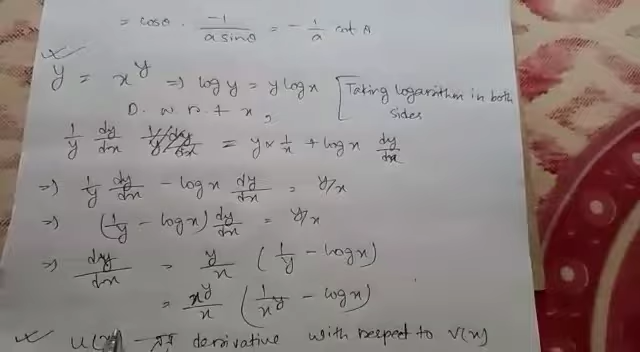 = cosθ · -1/(a sinθ) = - 1/a cot θ
y = x^y => log y = y log x [Taking logarithm in both sides
D. w. r. t x,
1/y dy/dx = y × 1/x + log x dy/dx
=> 1/y dy/dx - log x dy/dx = y/x
=> (1/y - log x) dy/dx = y/x
=> dy/dx = y/x (1/y - log x)
= x^y/x (1/x^y - log x)
u(x) derivative with respect to v(x)